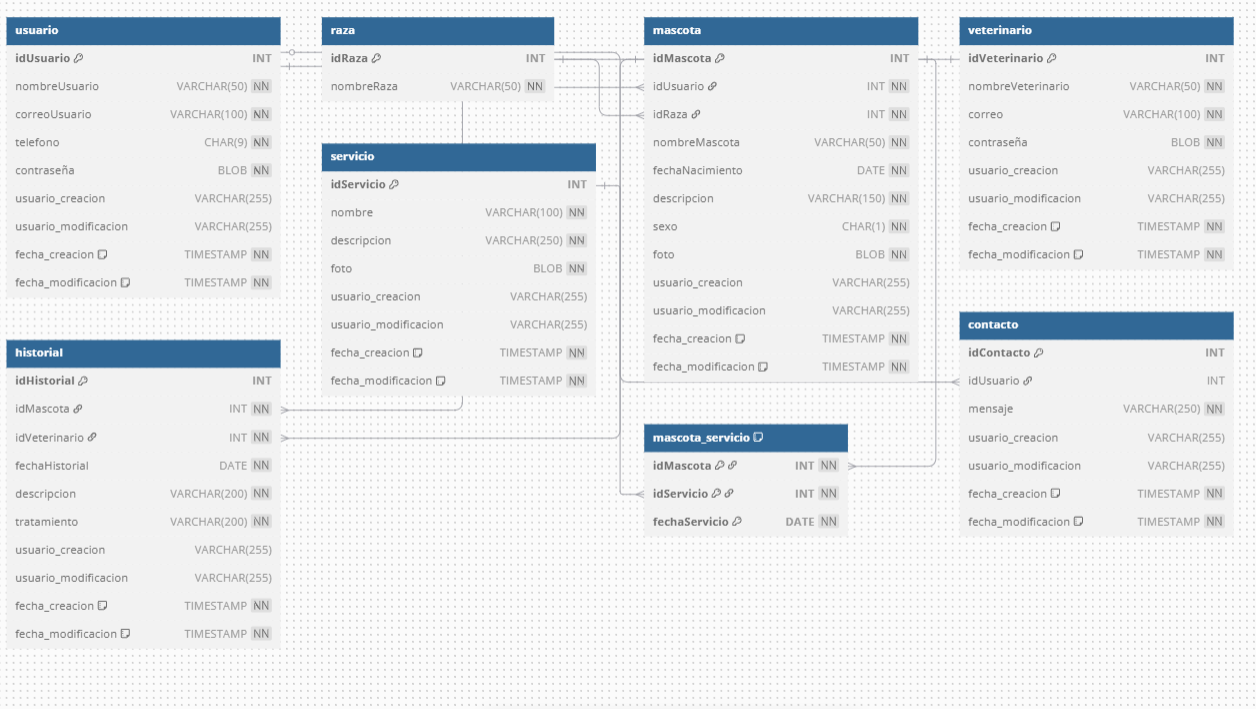 usuario
idUsuario INT
nombreUsuario VARCHAR(50) NN
correoUsuario VARCHAR(100) NN
telefono CHAR(9) NN
contraseña BLOB NN
usuario_creacion VARCHAR(255)
usuario_modificacion VARCHAR(255)
fecha_creacion TIMESTAMP NN
fecha_modificacion TIMESTAMP NN
raza
idRaza INT
nombreRaza VARCHAR(50) NN
servicio
idServicio INT
nombre VARCHAR(100) NN
descripcion VARCHAR(250) NN
foto BLOB NN
usuario_creacion VARCHAR(255)
usuario_modificacion VARCHAR(255)
fecha_creacion TIMESTAMP NN
fecha_modificacion TIMESTAMP NN
mascota
idMascota INT
idUsuario INT NN
idRaza INT NN
nombreMascota VARCHAR(50) NN
fechaNacimiento DATE NN
descripcion VARCHAR(150) NN
sexo CHAR(1) NN
foto BLOB NN
usuario_creacion VARCHAR(255)
usuario_modificacion VARCHAR(255)
fecha_creacion TIMESTAMP NN
fecha_modificacion TIMESTAMP NN
veterinario
idVeterinario INT
nombreVeterinario VARCHAR(50) NN
correo VARCHAR(100) NN
contraseña BLOB NN
usuario_creacion VARCHAR(255)
usuario_modificacion VARCHAR(255)
fecha_creacion TIMESTAMP NN
fecha_modificacion TIMESTAMP NN
historial
idHistorial INT
idMascota INT NN
idVeterinario INT NN
fechaHistorial DATE NN
descripcion VARCHAR(200) NN
tratamiento VARCHAR(200) NN
usuario_creacion VARCHAR(255)
usuario_modificacion VARCHAR(255)
fecha_creacion TIMESTAMP NN
fecha_modificacion TIMESTAMP NN
mascota_servicio
idMascota INT NN
idServicio INT NN
fechaServicio DATE NN
contacto
idContacto INT
idUsuario INT
mensaje VARCHAR(250) NN
usuario_creacion VARCHAR(255)
usuario_modificacion VARCHAR(255)
fecha_creacion TIMESTAMP NN
fecha_modificacion TIMESTAMP NN